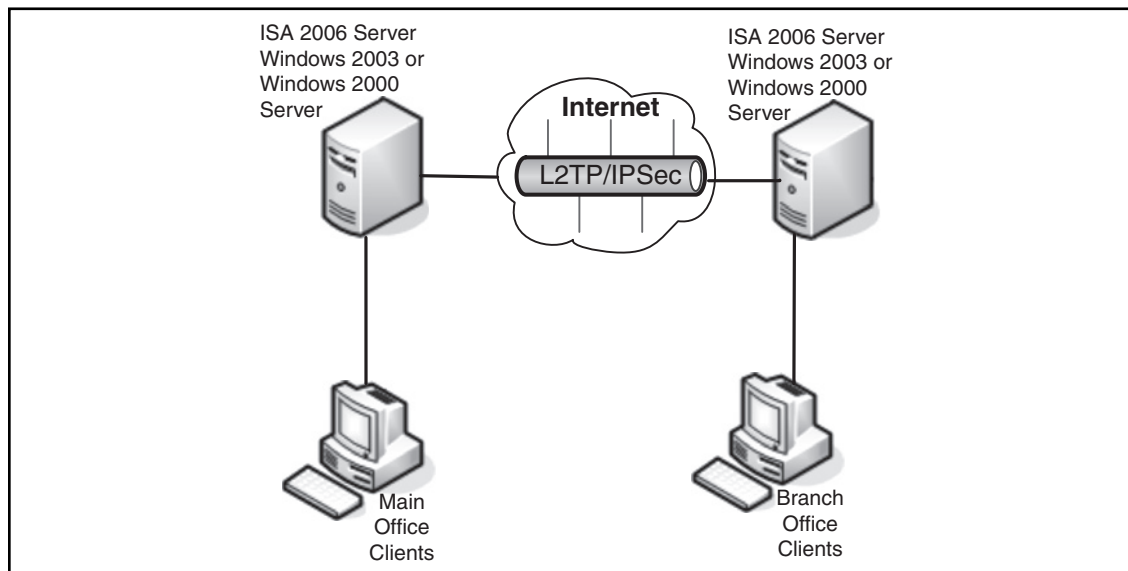 ISA 2006 Server
Windows 2003 or
Windows 2000
Server
ISA 2006 Server
Windows 2003 or
Windows 2000
Server
Internet
L2TP/IPSec
Main
Office
Clients
Branch
Office
Clients